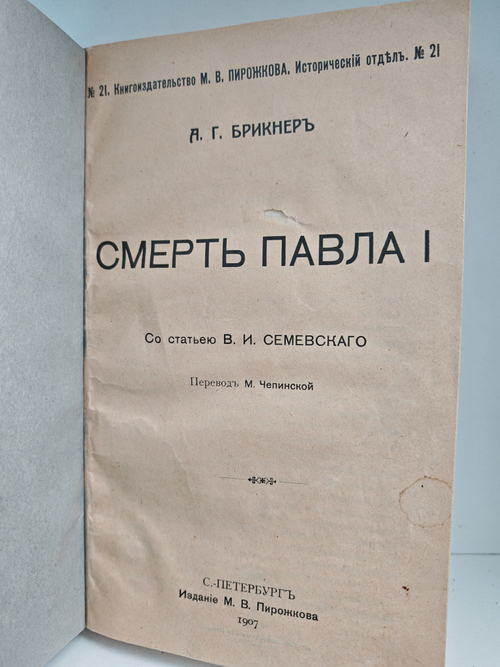 № 21. Книгоиздательство М. В. ПИРОЖКОВА. Историческій отдѣлъ. № 21
А. Г. БРИКНЕРЪ
СМЕРТЬ ПАВЛА I
Со статьею В. И. СЕМЕВСКАГО
Переводъ М. Чепинской
С.-ПЕТЕРБУРГЪ
Изданіе М. В. Пирожкова
1907